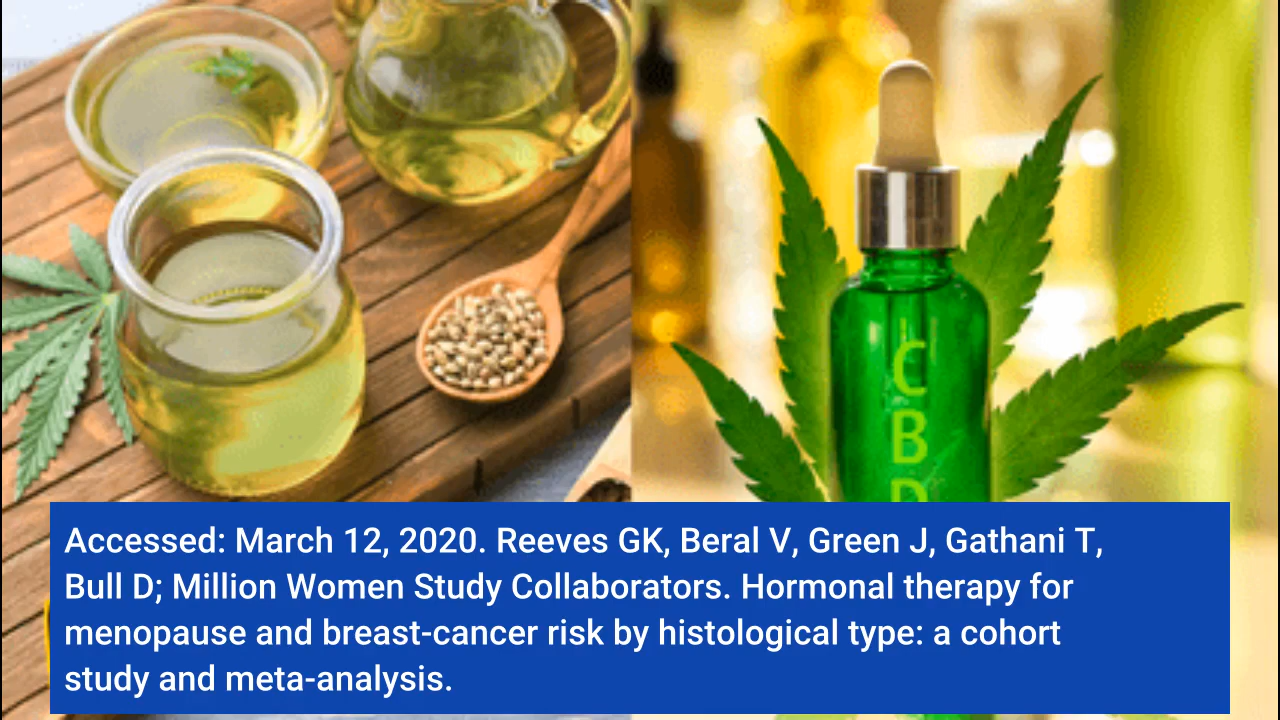 C
B
D
Accessed: March 12, 2020. Reeves GK, Beral V, Green J, Gathani T,
Bull D; Million Women Study Collaborators. Hormonal therapy for
menopause and breast-cancer risk by histological type: a cohort
study and meta-analysis.